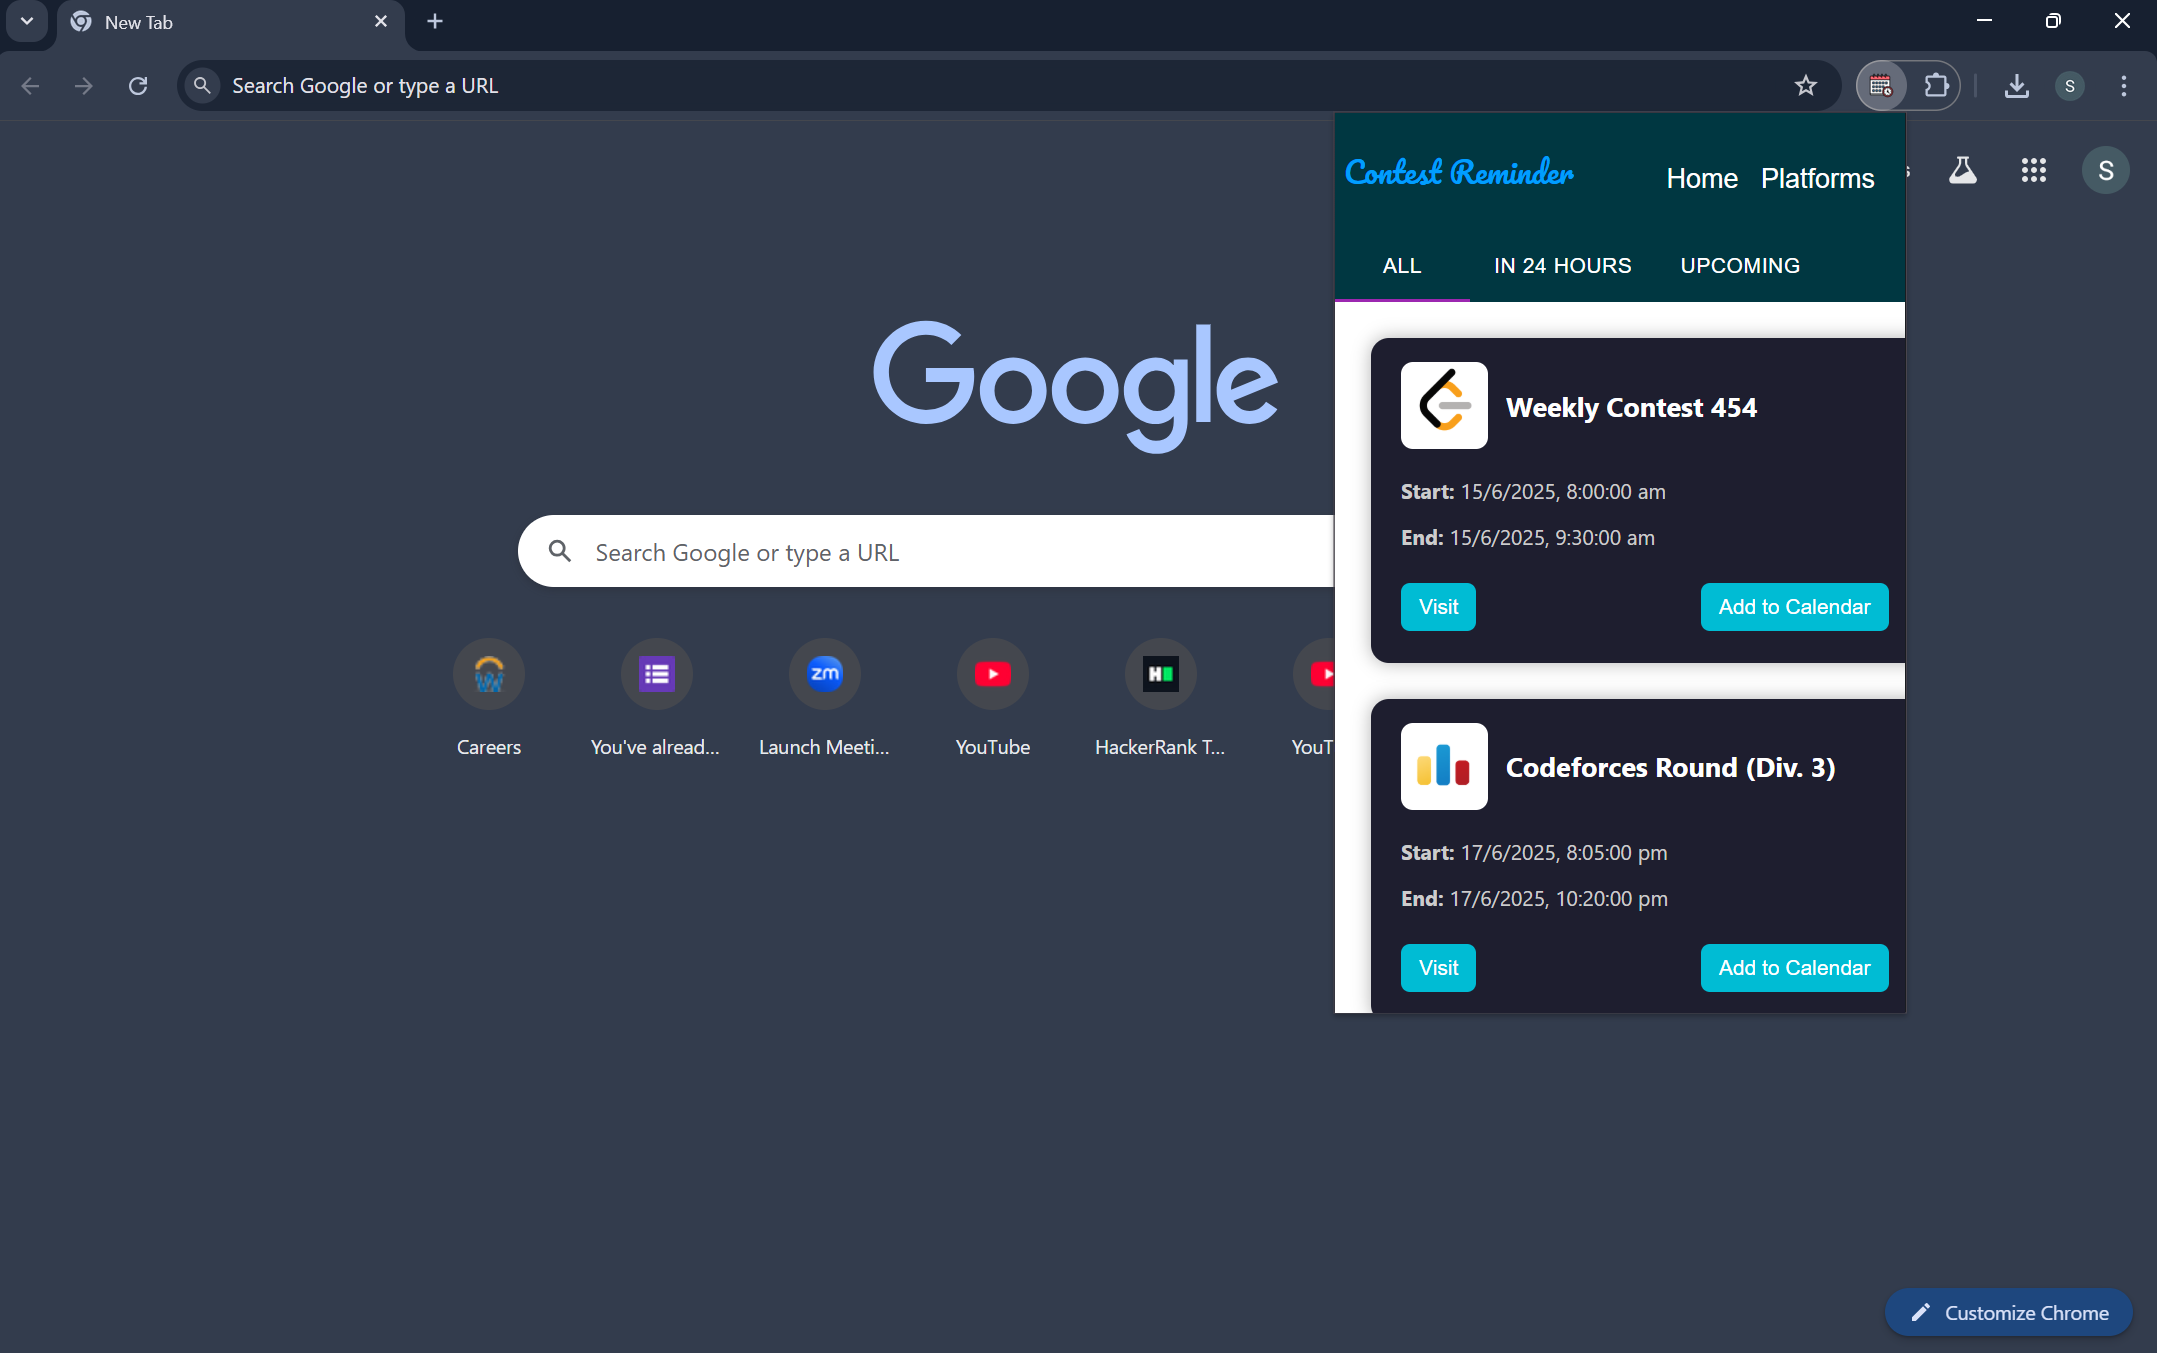 New Tab
Search Google or type a URL
S
Contest Reminder
Home Platforms
S
ALL IN 24 HOURS UPCOMING
Google
Weekly Contest 454
Start: 15/6/2025, 8:00:00 am
End: 15/6/2025, 9:30:00 am
Search Google or type a URL
Visit Add to Calendar
zm
H
Careers
You've alread...
Launch Meeti...
YouTube
HackerRank T...
YouT
Codeforces Round (Div. 3)
Start: 17/6/2025, 8:05:00 pm
End: 17/6/2025, 10:20:00 pm
Visit Add to Calendar
Customize Chrome